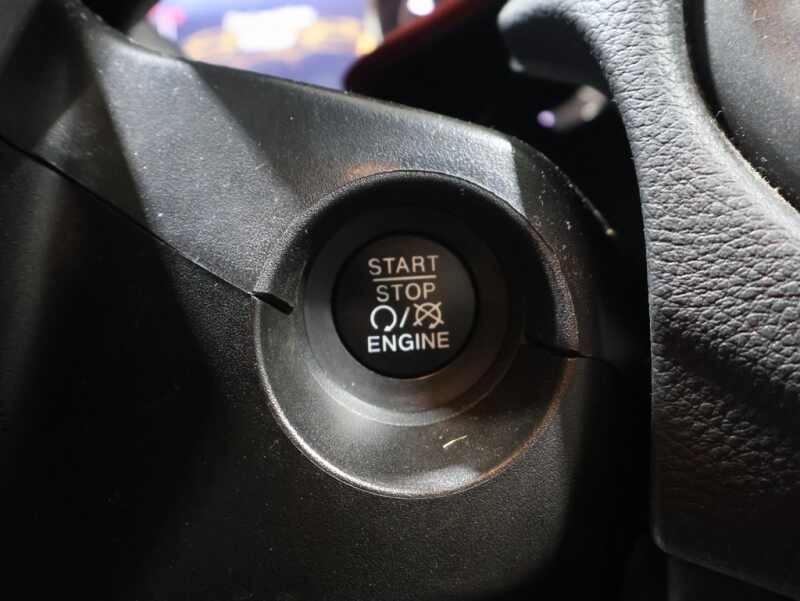 START
STOP
/
ENGINE